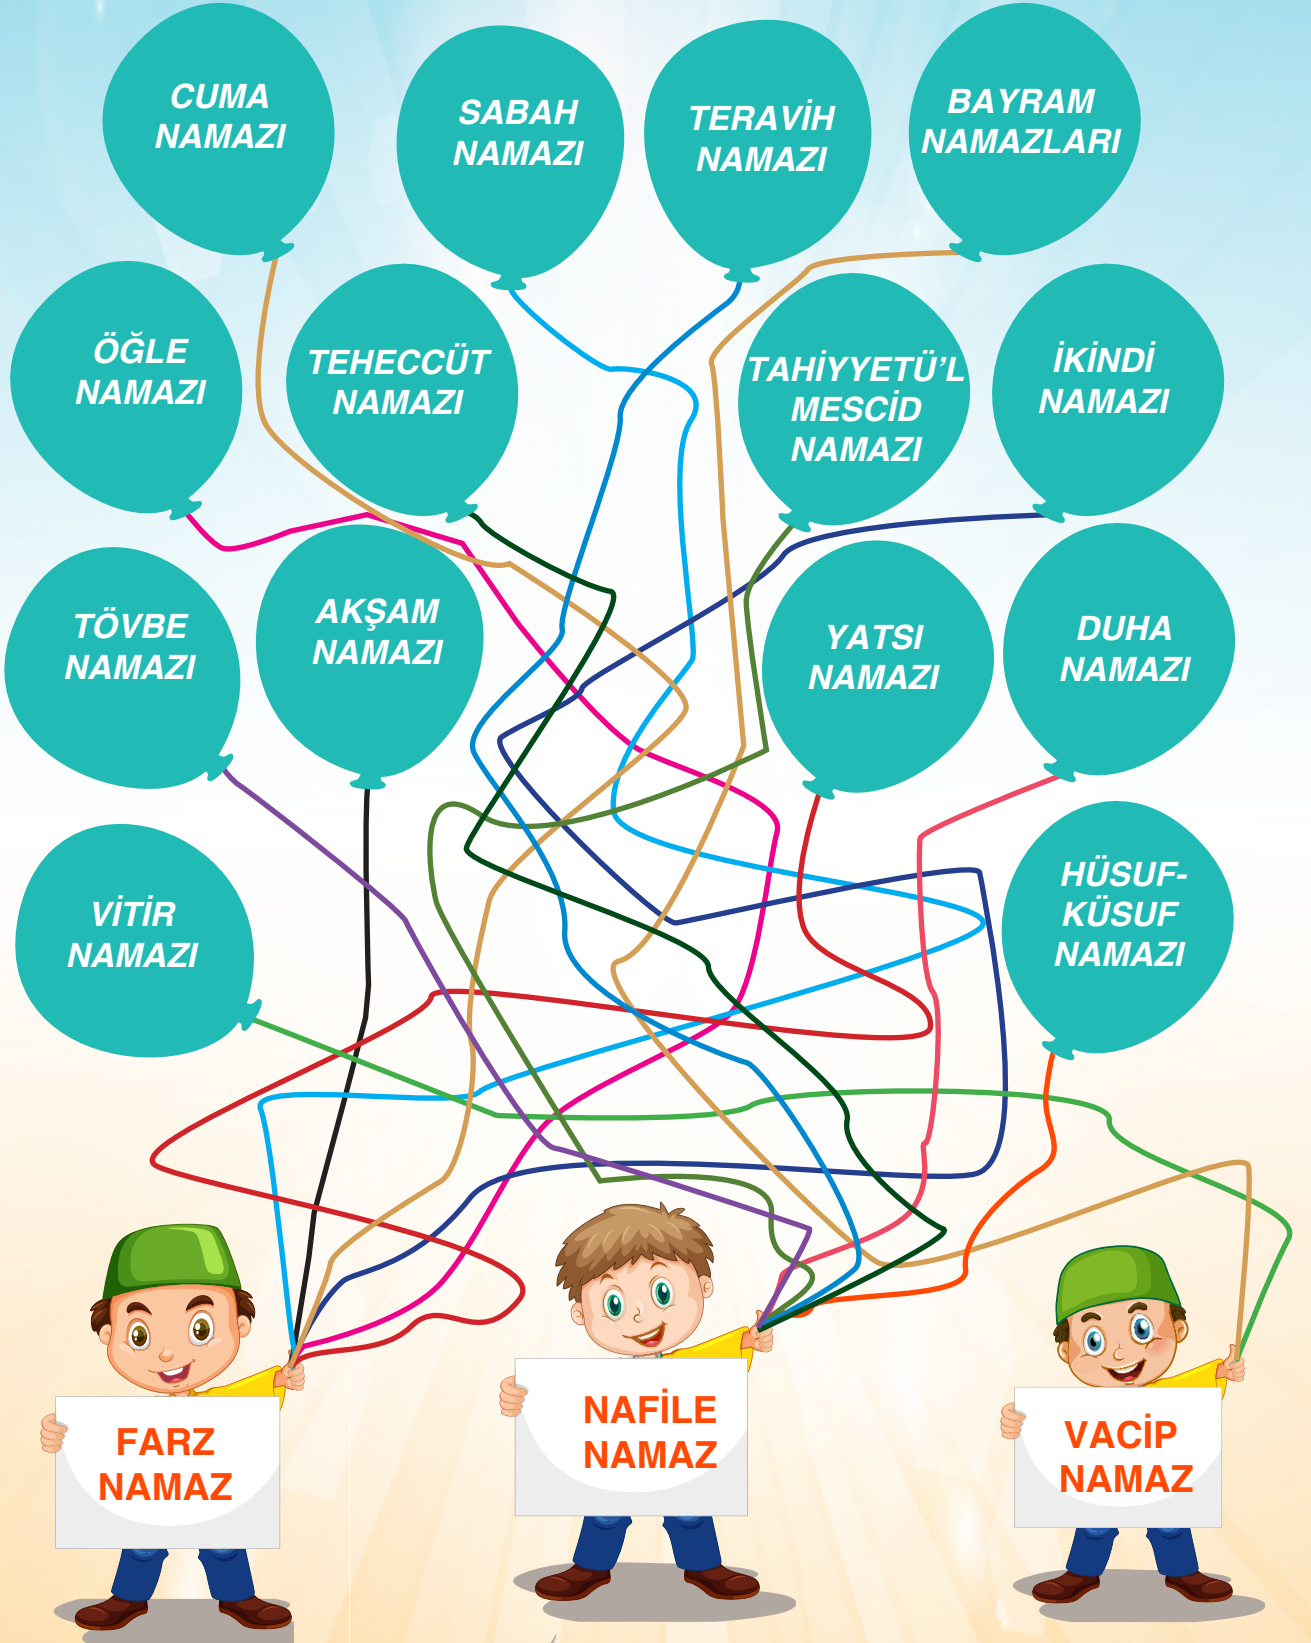 CUMA
NAMAZI
SABAH
NAMAZI
TERAVİH
NAMAZI
BAYRAM
NAMAZLARI
ÖĞLE
NAMAZI
TEHECCÜT
NAMAZI
TAHİYYETÜ’L
MESCİD
NAMAZI
İKİNDİ
NAMAZI
TÖVBE
NAMAZI
AKŞAM
NAMAZI
YATSI
NAMAZI
DUHA
NAMAZI
VİTİR
NAMAZI
HÜSUF-
KÜSUF
NAMAZI
FARZ
NAMAZ
NAFİLE
NAMAZ
VACİP
NAMAZ